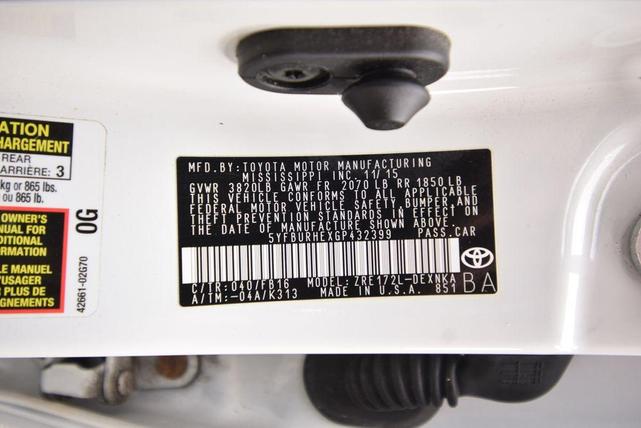 ATION
HARGEMENT
REAR
ARRIÈRE: 3
kg or 865 lbs.
ou 865 lb.
OWNER'S
MANUAL FOR
DDITIONAL
ORMATION
LE MANUEL
'USAGER
R PLUS DE
IGNEMENTS
0G
42661-02G70
MFD. BY: TOYOTA MOTOR MANUFACTURING
MISSISSIPPI INC. 11/15
GVWR 3820LB GAWR FR 2070 LB RR 1850 LB
THIS VEHICLE CONFORMS TO ALL APPLICABLE
FEDERAL MOTOR VEHICLE SAFETY, BUMPER, AND
THEFT PREVENTION STANDARDS IN EFFECT ON
THE DATE OF MANUFACTURE SHOWN ABOVE.
5YFBURHEXGP432399 PASS.CAR
C/TR: 040/FB16 MODEL: ZRE172L-DEXNKA
A/TM: -04A/K313 MADE IN U.S.A. 851
BA